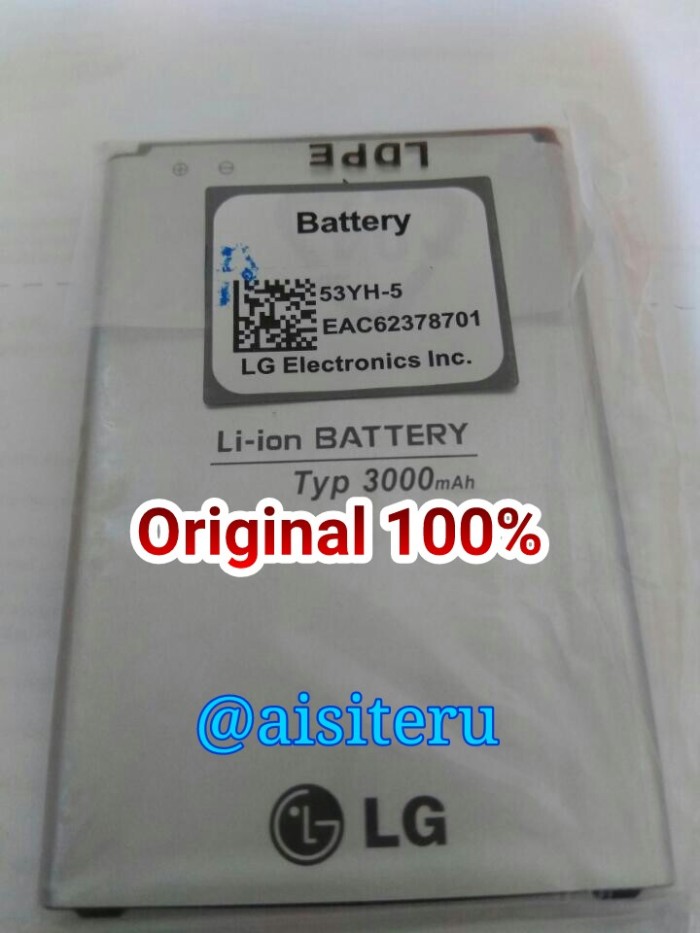 LDPE
Battery
53YH-5
EAC62378701
LG Electronics Inc.
Li-ion BATTERY
Typ 3000mAh
Original 100%
@aisiteru
LG